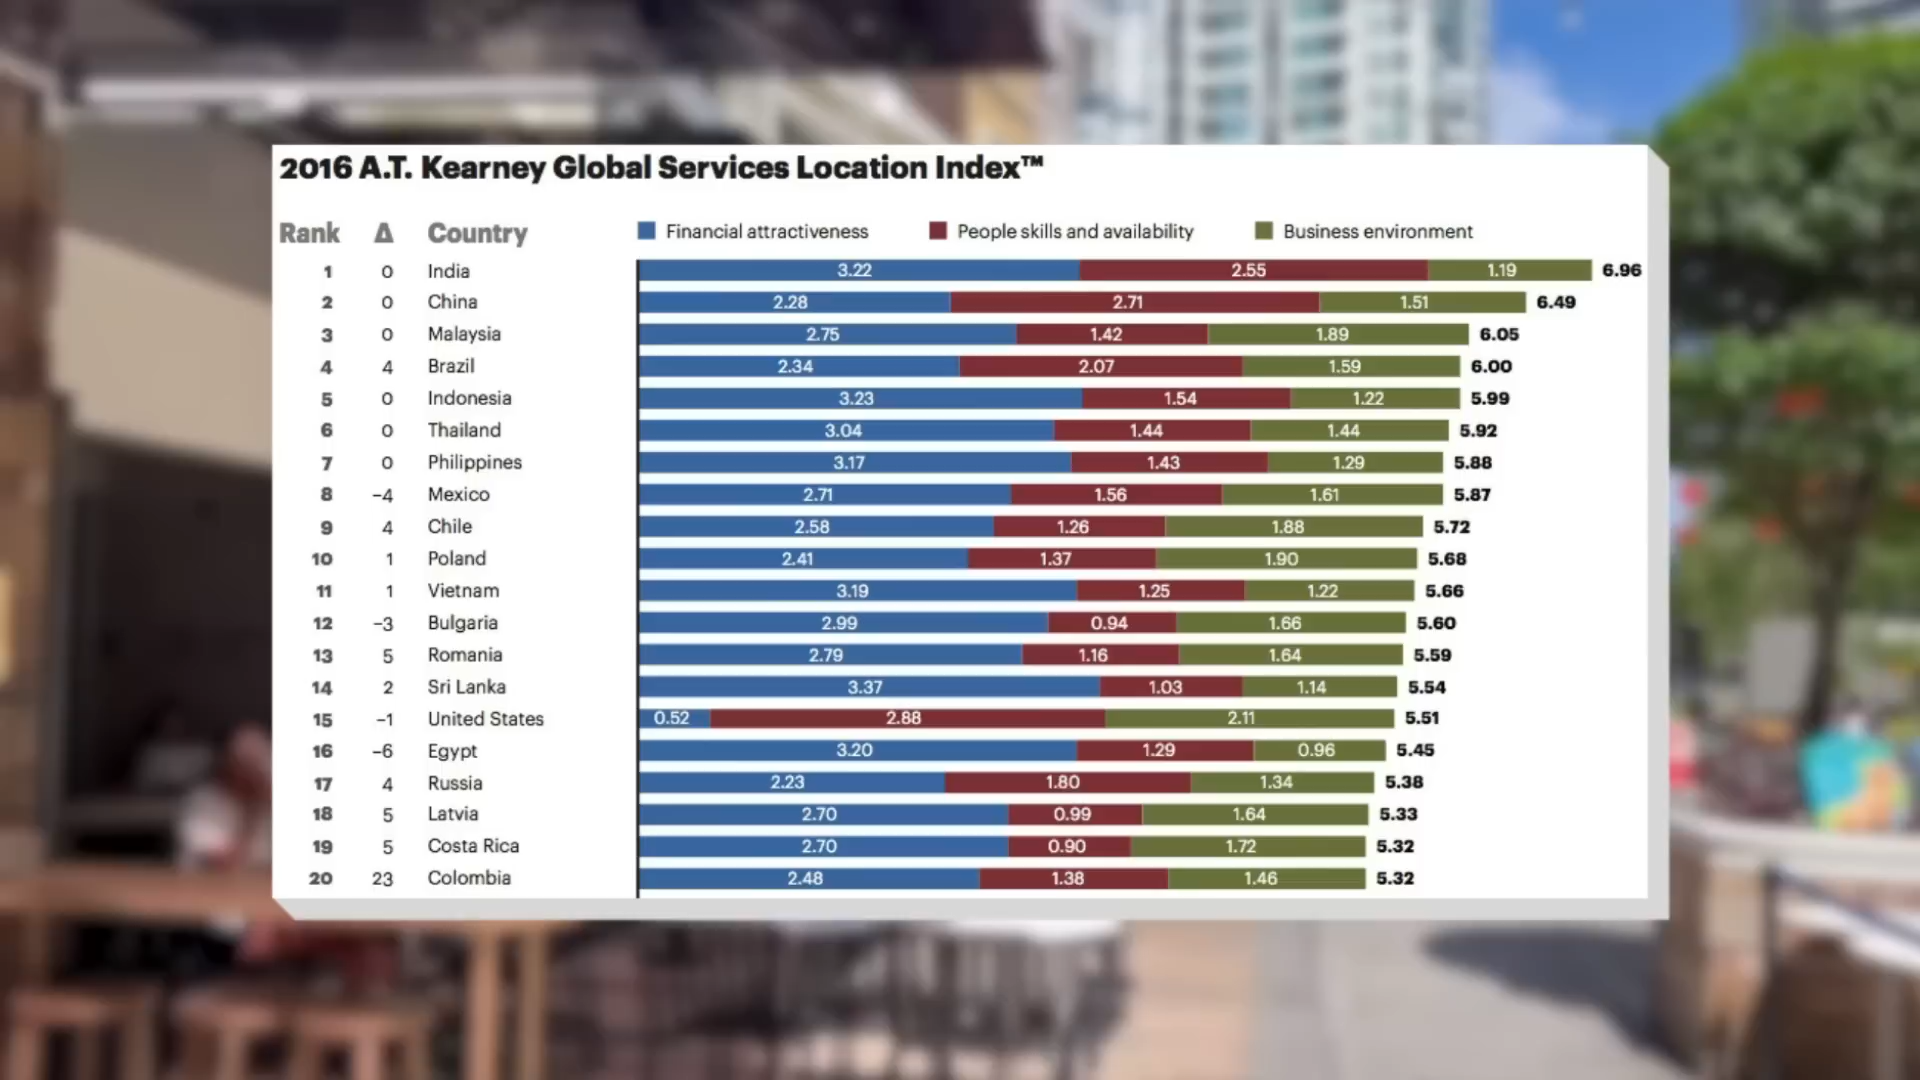 2016 A.T. Kearney Global Services Location Index™
Rank Δ Country Financial attractiveness People skills and availability Business environment
1 0 India 3.22 2.55 1.19 6.96
2 0 China 2.28 2.71 1.51 6.49
3 0 Malaysia 2.75 1.42 1.89 6.05
4 4 Brazil 2.34 2.07 1.59 6.00
5 0 Indonesia 3.23 1.54 1.22 5.99
6 0 Thailand 3.04 1.44 1.44 5.92
7 0 Philippines 3.17 1.43 1.29 5.88
8 −4 Mexico 2.71 1.56 1.61 5.87
9 4 Chile 2.58 1.26 1.88 5.72
10 1 Poland 2.41 1.37 1.90 5.68
11 1 Vietnam 3.19 1.25 1.22 5.66
12 −3 Bulgaria 2.99 0.94 1.66 5.60
13 5 Romania 2.79 1.16 1.64 5.59
14 2 Sri Lanka 3.37 1.03 1.14 5.54
15 −1 United States 0.52 2.88 2.11 5.51
16 −6 Egypt 3.20 1.29 0.96 5.45
17 4 Russia 2.23 1.80 1.34 5.38
18 5 Latvia 2.70 0.99 1.64 5.33
19 5 Costa Rica 2.70 0.90 1.72 5.32
20 23 Colombia 2.48 1.38 1.46 5.32